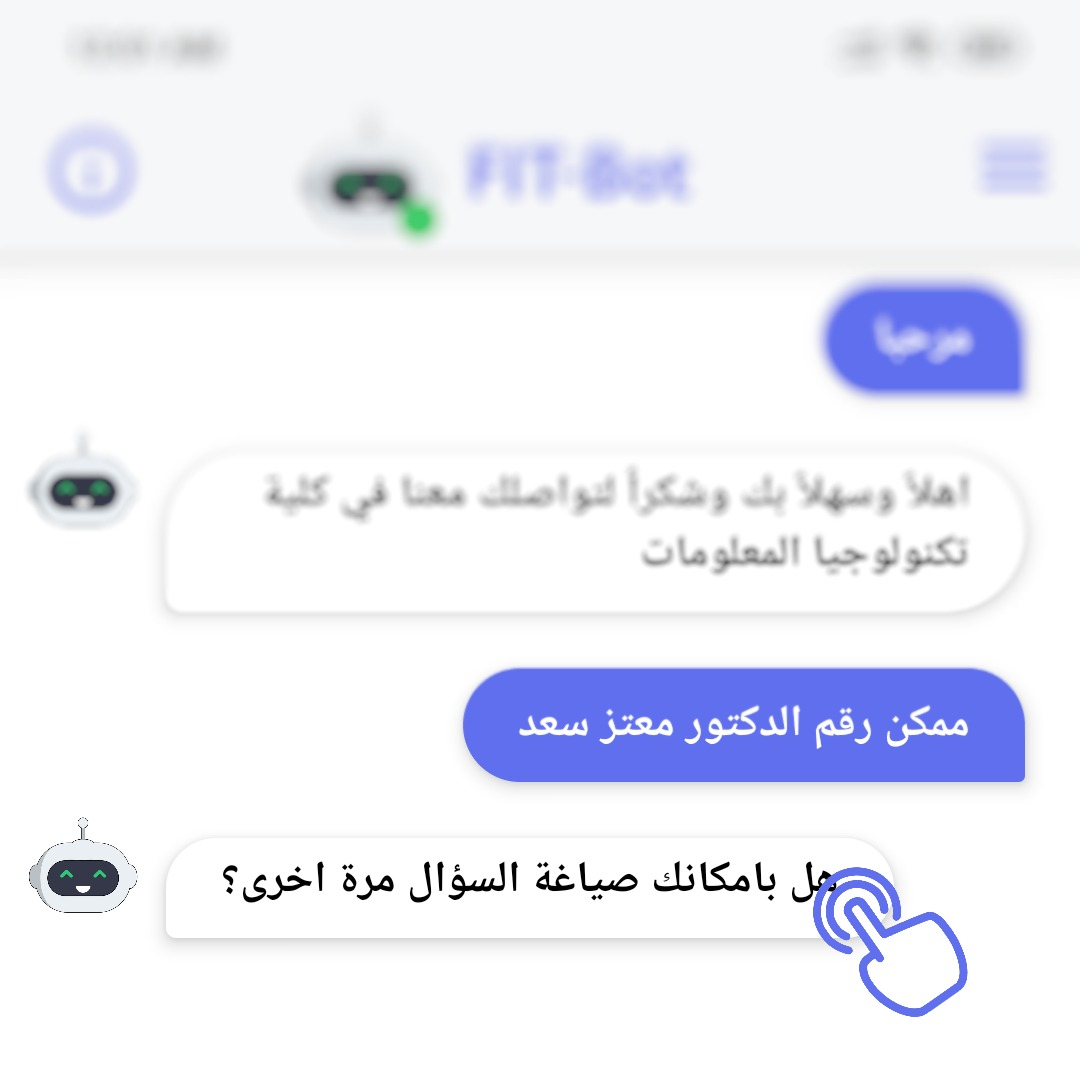 FIT-Bot
مرحبا
اهلاً وسهلاً بك وشكراً لتواصلك معنا في كلية
تكنولوجيا المعلومات
ممكن رقم الدكتور معتز سعد
هل بامكانك صياغة السؤال مرة اخرى؟